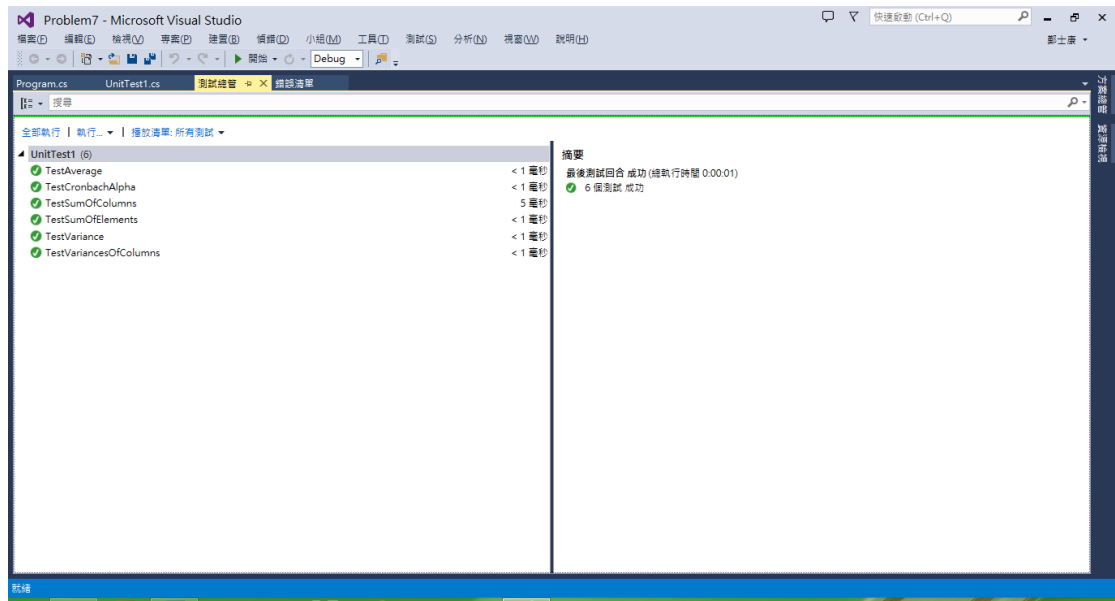 Problem7 - Microsoft Visual Studio
快速啟動 (Ctrl+Q)
檔案(F) 編輯(E) 檢視(V) 專案(P) 建置(B) 偵錯(D) 小組(M) 工具(T) 測試(S) 分析(N) 視窗(W) 說明(H)
鄭士康
開始 Debug
Program.cs UnitTest1.cs 測試總管 錯誤清單
搜尋
全部執行 | 執行... | 播放清單: 所有測試
UnitTest1 (6)
TestAverage < 1 毫秒
TestCronbachAlpha < 1 毫秒
TestSumOfColumns 5 毫秒
TestSumOfElements < 1 毫秒
TestVariance < 1 毫秒
TestVariancesOfColumns < 1 毫秒
摘要
最後測試回合 成功 (總執行時間 0:00:01)
6 個測試 成功
方案總管
資源檢視
就緒